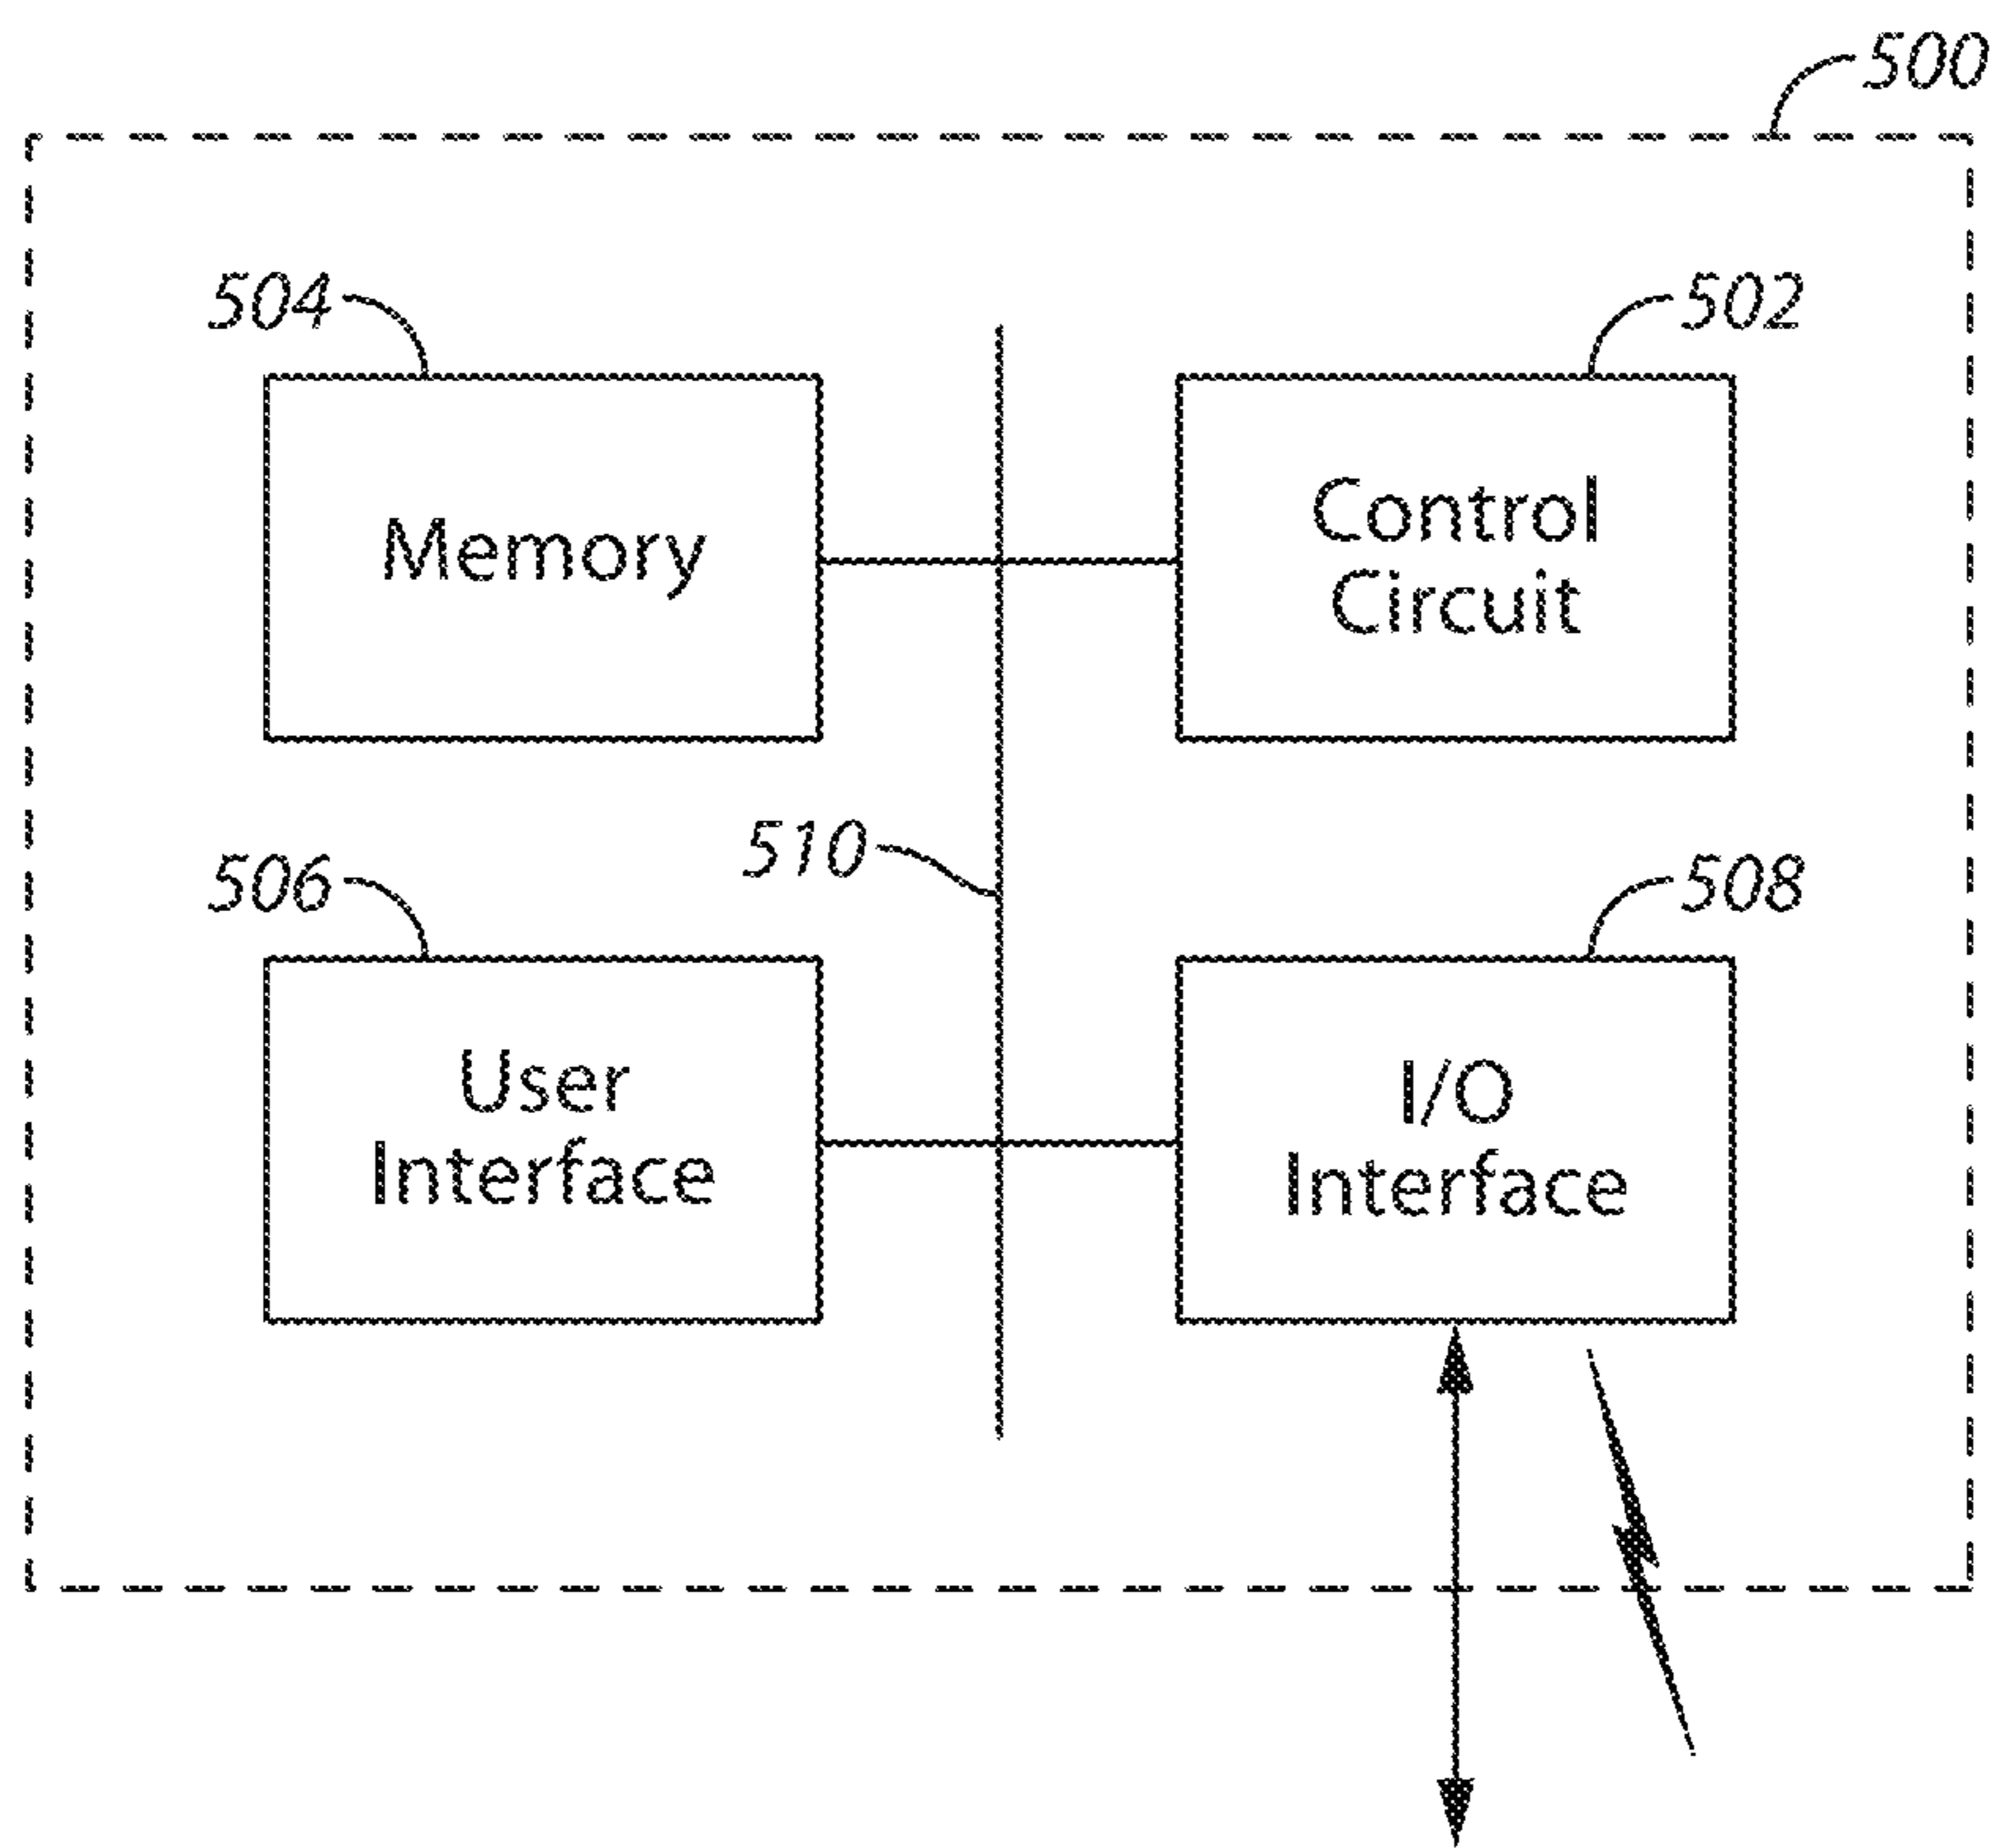 500
504
502
Memory
Control
Circuit
510
506
508
User
Interface
I/O
Interface